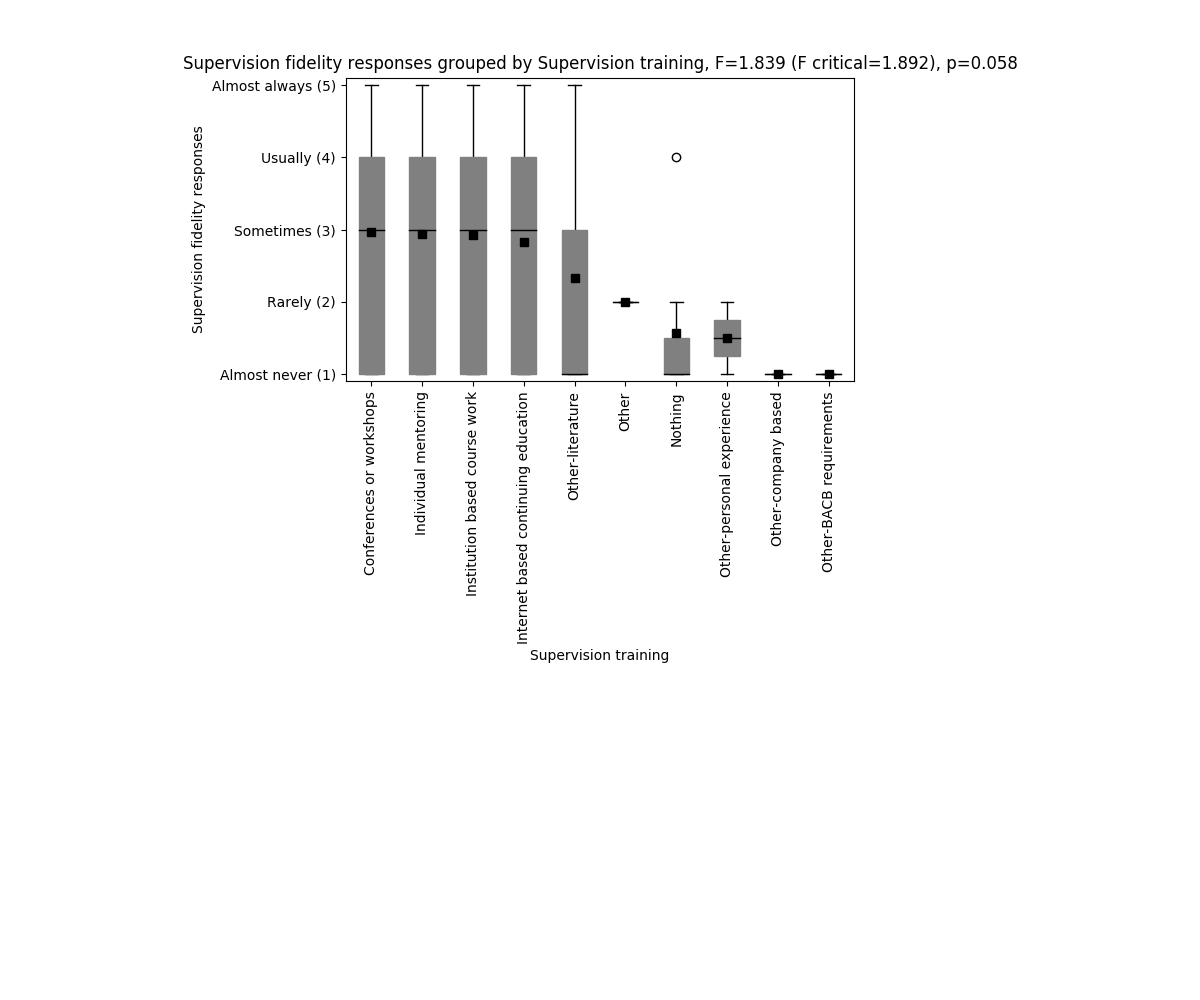 Supervision fidelity responses grouped by Supervision training, F=1.839 (F critical=1.892), p=0.058
Supervision fidelity responses
Almost always (5)
Usually (4)
Sometimes (3)
Rarely (2)
Almost never (1)
Conferences or workshops
Individual mentoring
Institution based course work
Internet based continuing education
Other-literature
Other
Nothing
Other-personal experience
Other-company based
Other-BACB requirements
Supervision training